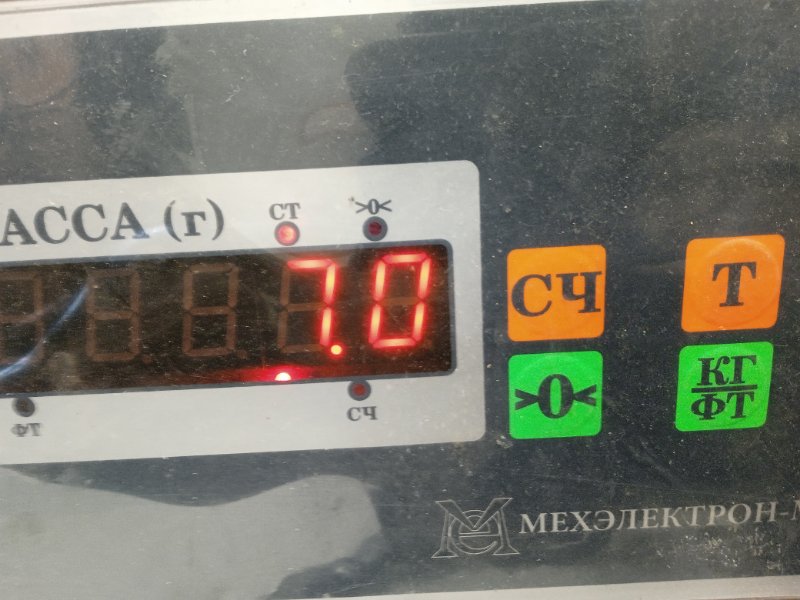 АССА (г)
СТ
>0<
7.0
ФТ
СЧ
СЧ
Т
>0<
КГ
ФТ
МЕХЭЛЕКТРОН-М